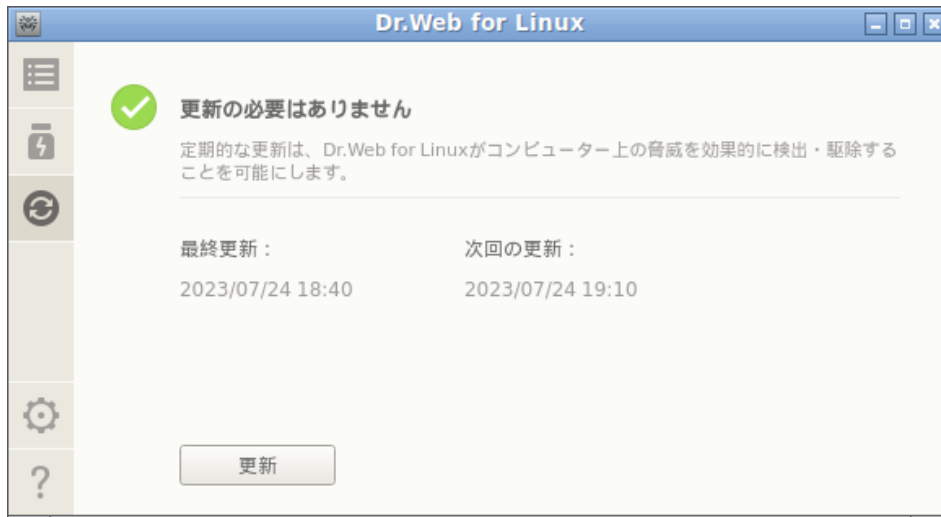 Dr.Web for Linux
更新の必要はありません
定期的な更新は、Dr.Web for Linuxがコンピューター上の脅威を効果的に検出・駆除する
ことを可能にします。
最終更新：
次回の更新：
2023/07/24 18:40
2023/07/24 19:10
更新
?